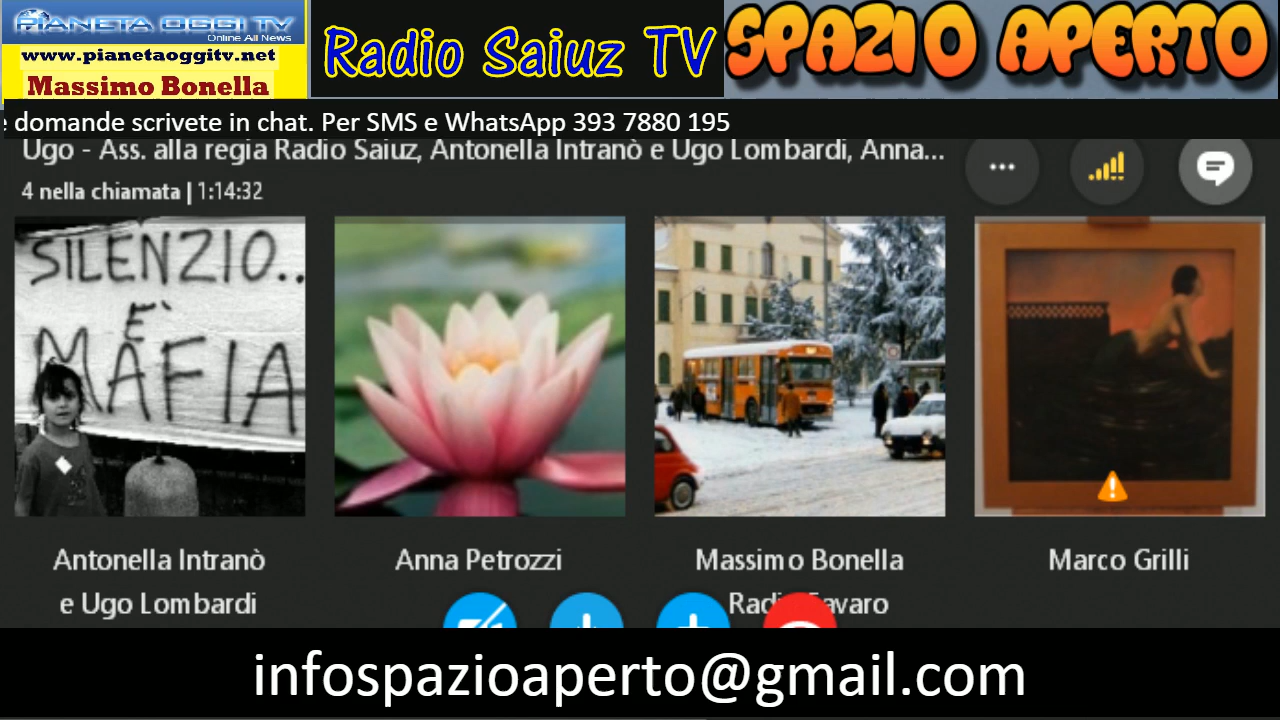 PIANETA OGGI TV
Online All News
www.pianetaoggitv.net
Massimo Bonella
Radio Saiuz TV
SPAZIO APERTO
e domande scrivete in chat. Per SMS e WhatsApp 393 7880 195
Ugo - Ass. alla regia Radio Saiuz, Antonella Intranò e Ugo Lombardi, Anna...
4 nella chiamata | 1:14:32
SILENZIO..
E'
MAFIA
Antonella Intranò
e Ugo Lombardi
Anna Petrozzi
Massimo Bonella
Marco Grilli
infospazioaperto@gmail.com